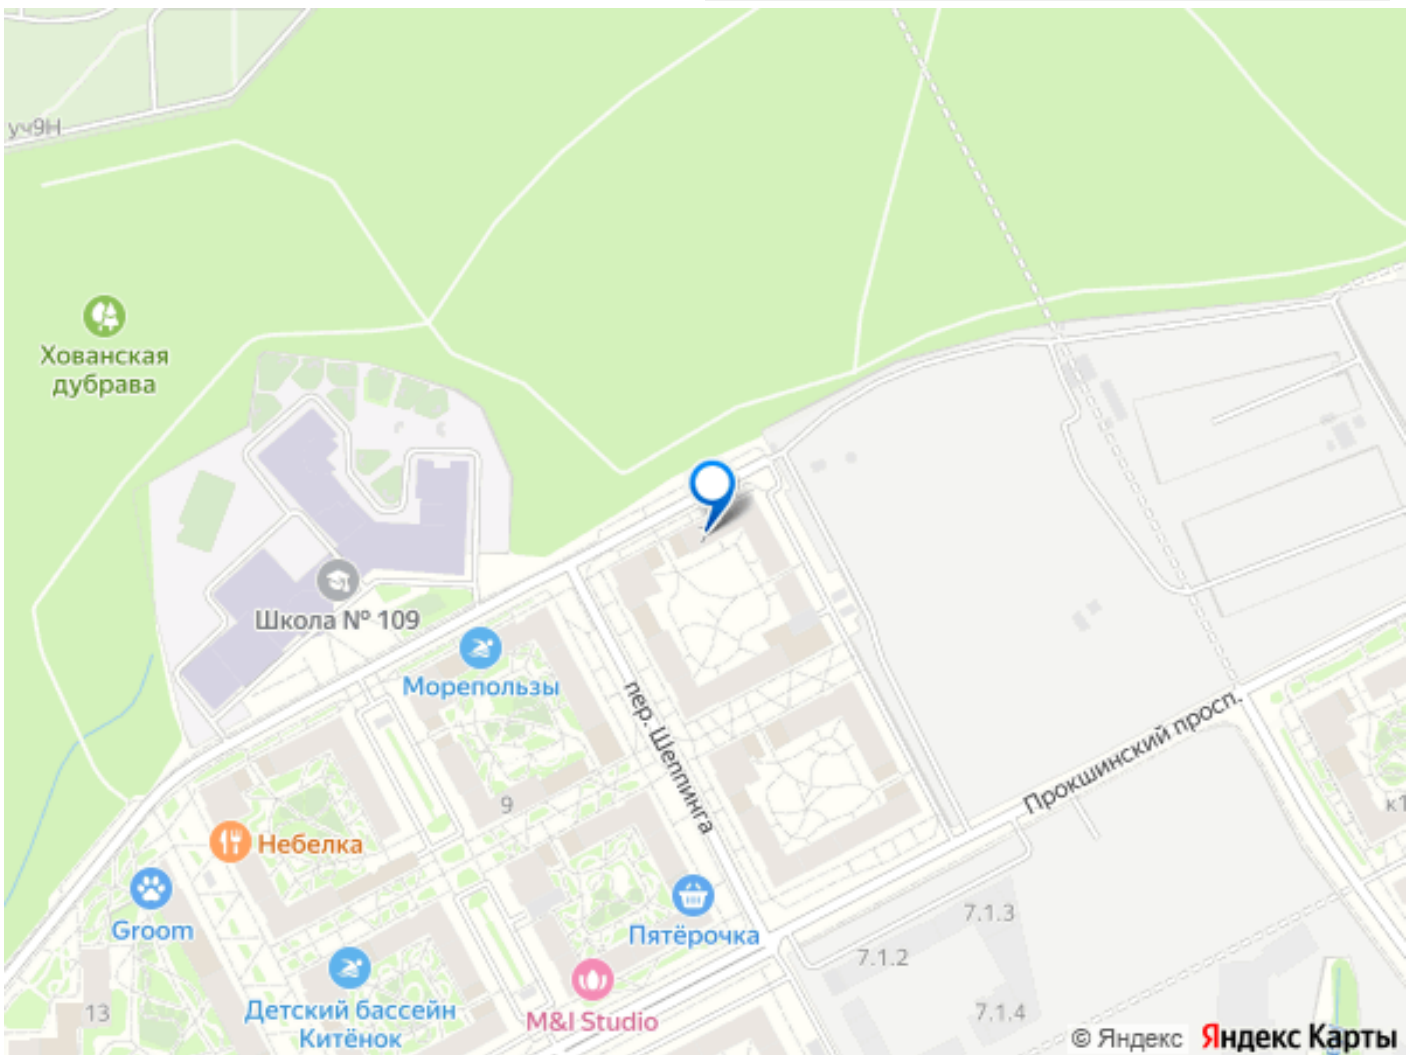 уч9Н
Хованская
дубрава
Школа № 109
Морепользы
пер. Шеппинга
Прокшинский просп.
9
к1
Небелка
Groom
Пятёрочка
7.1.3
7.1.2
7.1.4
13
Детский бассейн
Китёнок
M&I Studio
© Яндекс Яндекс Карты